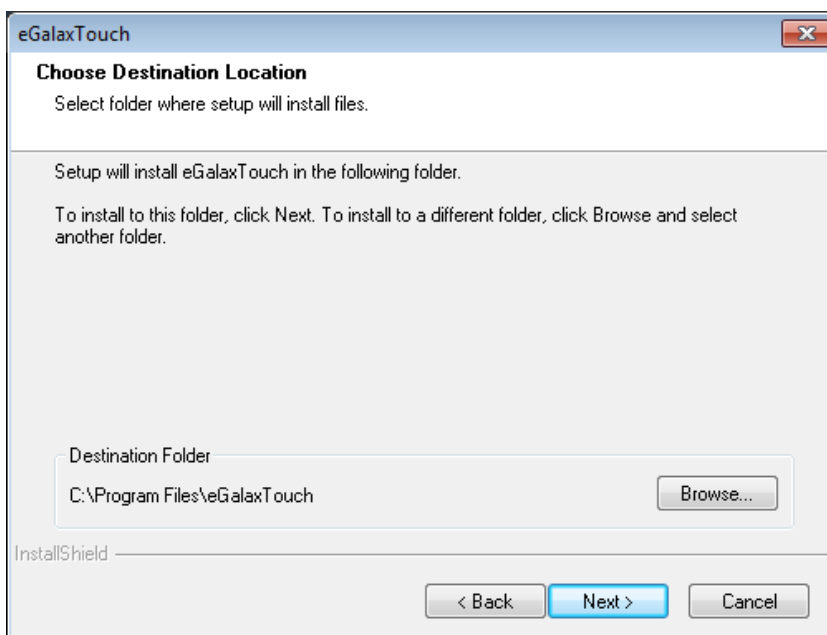 eGalaxTouch
Choose Destination Location
Select folder where setup will install files.
Setup will install eGalaxTouch in the following folder.
To install to this folder, click Next. To install to a different folder, click Browse and select
another folder.
Destination Folder
C:\Program Files\eGalaxTouch
Browse...
InstallShield
< Back
Next >
Cancel